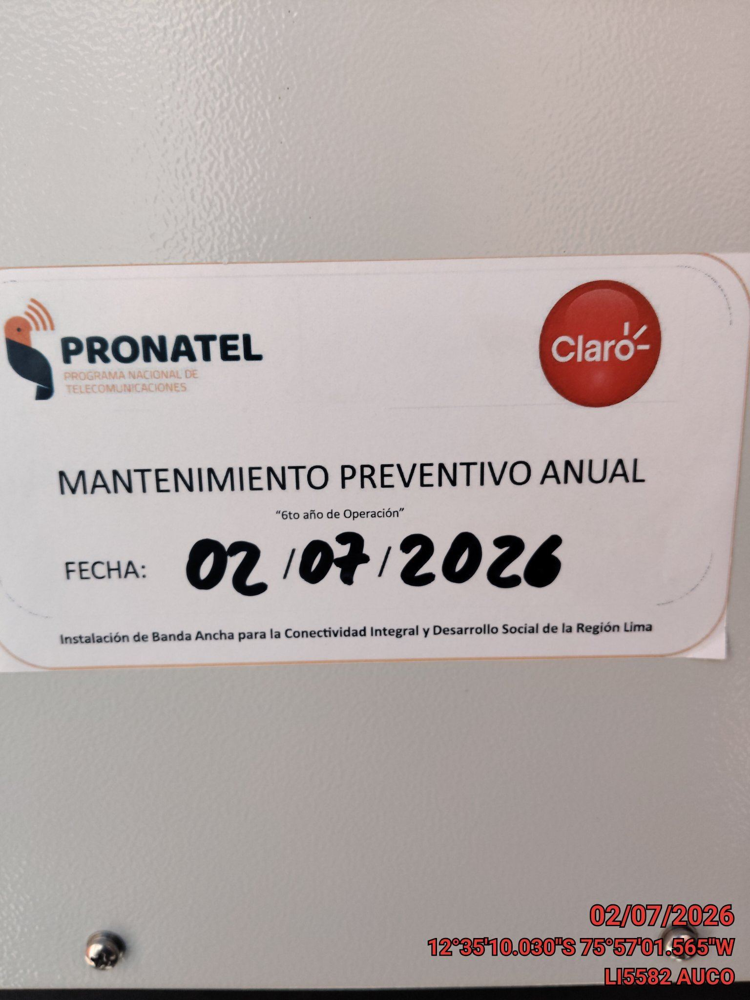 PRONATEL
PROGRAMA NACIONAL DE
TELECOMUNICACIONES
Claro
MANTENIMIENTO PREVENTIVO ANUAL
“6to año de Operación”
FECHA: 02/07/2026
Instalación de Banda Ancha para la Conectividad Integral y Desarrollo Social de la Región Lima
02/07/2026
12°35'10.030"S 75°57'01.565"W
LI5582 AUCO